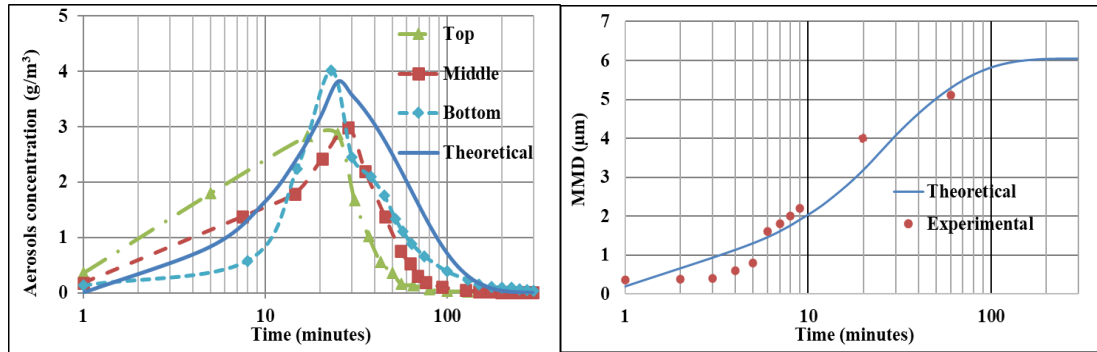 5
4
3
2
1
0
Aerosols concentration (g/m³)
Top
Middle
Bottom
Theoretical
1
10
100
Time (minutes)
7
6
5
4
3
2
1
0
MMD (µm)
Theoretical
Experimental
1
10
100
Time (minutes)